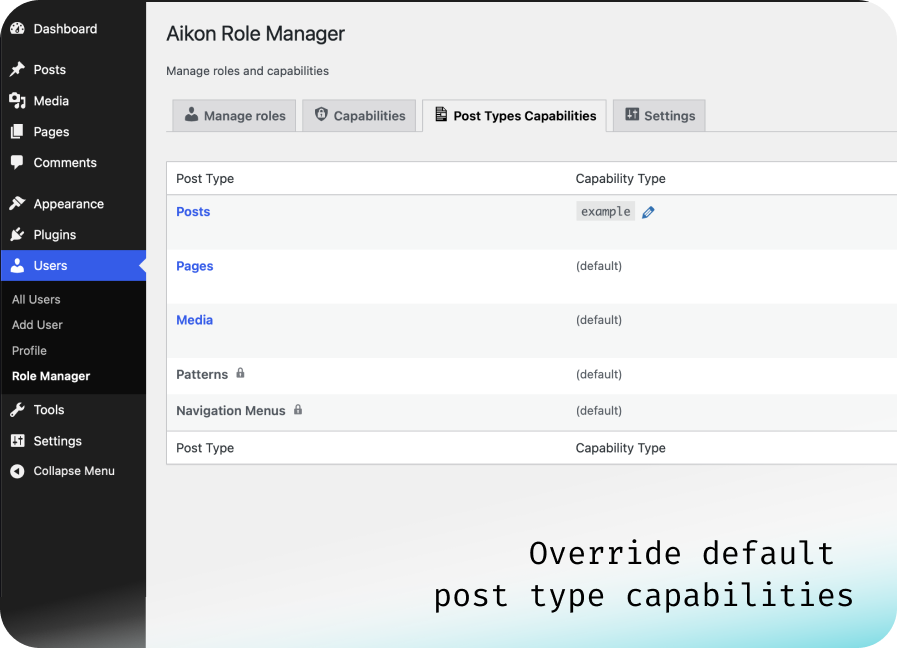 Dashboard
Posts
Media
Pages
Comments
Appearance
Plugins
Users
All Users
Add User
Profile
Role Manager
Tools
Settings
Collapse Menu
Aikon Role Manager
Manage roles and capabilities
Manage roles Capabilities Post Types Capabilities Settings
Post Type Capability Type
Posts example
Pages (default)
Media (default)
Patterns (default)
Navigation Menus (default)
Post Type Capability Type
Override default
post type capabilities